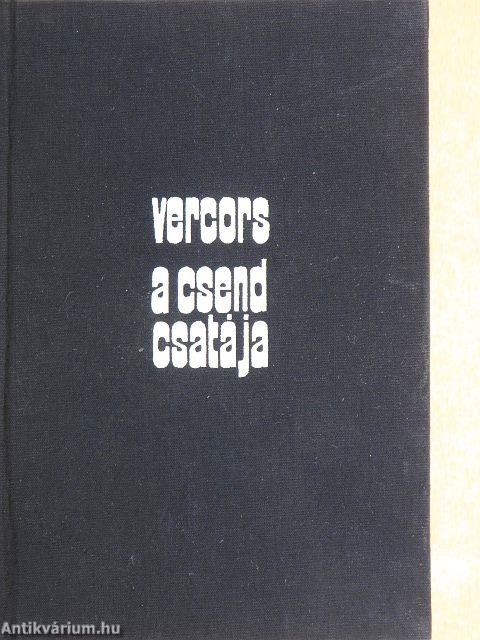 vercors
a csend
csatája
Antikvárium.hu